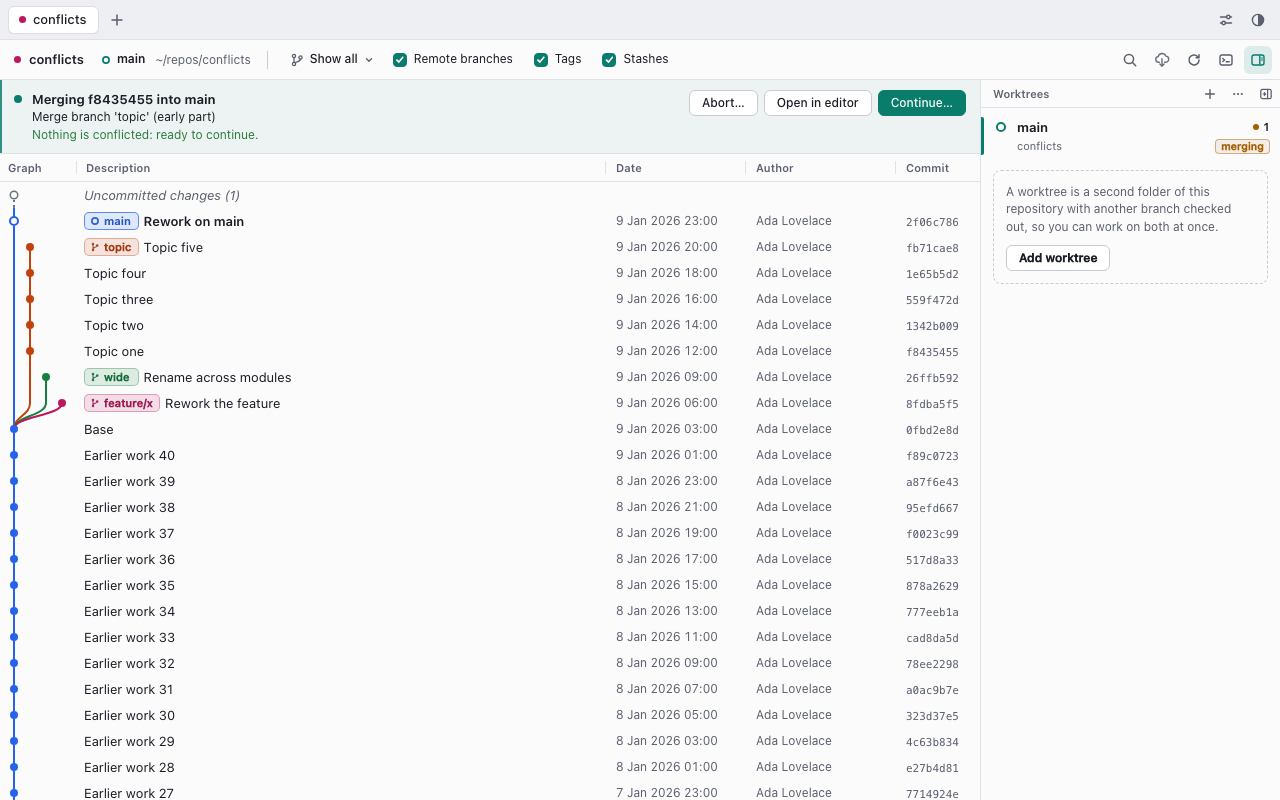 conflicts
conflicts main ~/repos/conflicts Show all Remote branches Tags Stashes
Merging f8435455 into main
Merge branch 'topic' (early part)
Nothing is conflicted: ready to continue.
Abort... Open in editor Continue...
Graph Description Date Author Commit
Uncommitted changes (1)
main Rework on main 9 Jan 2026 23:00 Ada Lovelace 2f06c786
topic Topic five 9 Jan 2026 20:00 Ada Lovelace fb71cae8
Topic four 9 Jan 2026 18:00 Ada Lovelace 1e65b5d2
Topic three 9 Jan 2026 16:00 Ada Lovelace 559f472d
Topic two 9 Jan 2026 14:00 Ada Lovelace 1342b009
Topic one 9 Jan 2026 12:00 Ada Lovelace f8435455
wide Rename across modules 9 Jan 2026 09:00 Ada Lovelace 26ffb592
feature/x Rework the feature 9 Jan 2026 06:00 Ada Lovelace 8fdba5f5
Base 9 Jan 2026 03:00 Ada Lovelace 0fbd2e8d
Earlier work 40 9 Jan 2026 01:00 Ada Lovelace f89c0723
Earlier work 39 8 Jan 2026 23:00 Ada Lovelace a87f6e43
Earlier work 38 8 Jan 2026 21:00 Ada Lovelace 95efd667
Earlier work 37 8 Jan 2026 19:00 Ada Lovelace f0023c99
Earlier work 36 8 Jan 2026 17:00 Ada Lovelace 517d8a33
Earlier work 35 8 Jan 2026 15:00 Ada Lovelace 878a2629
Earlier work 34 8 Jan 2026 13:00 Ada Lovelace 777eeb1a
Earlier work 33 8 Jan 2026 11:00 Ada Lovelace cad8da5d
Earlier work 32 8 Jan 2026 09:00 Ada Lovelace 78ee2298
Earlier work 31 8 Jan 2026 07:00 Ada Lovelace a0ac9b7e
Earlier work 30 8 Jan 2026 05:00 Ada Lovelace 323d37e5
Earlier work 29 8 Jan 2026 03:00 Ada Lovelace 4c63b834
Earlier work 28 8 Jan 2026 01:00 Ada Lovelace e27b4d81
Earlier work 27 7 Jan 2026 23:00 Ada Lovelace 7714924e
Worktrees
main 1
conflicts merging
A worktree is a second folder of this
repository with another branch checked
out, so you can work on both at once.
Add worktree